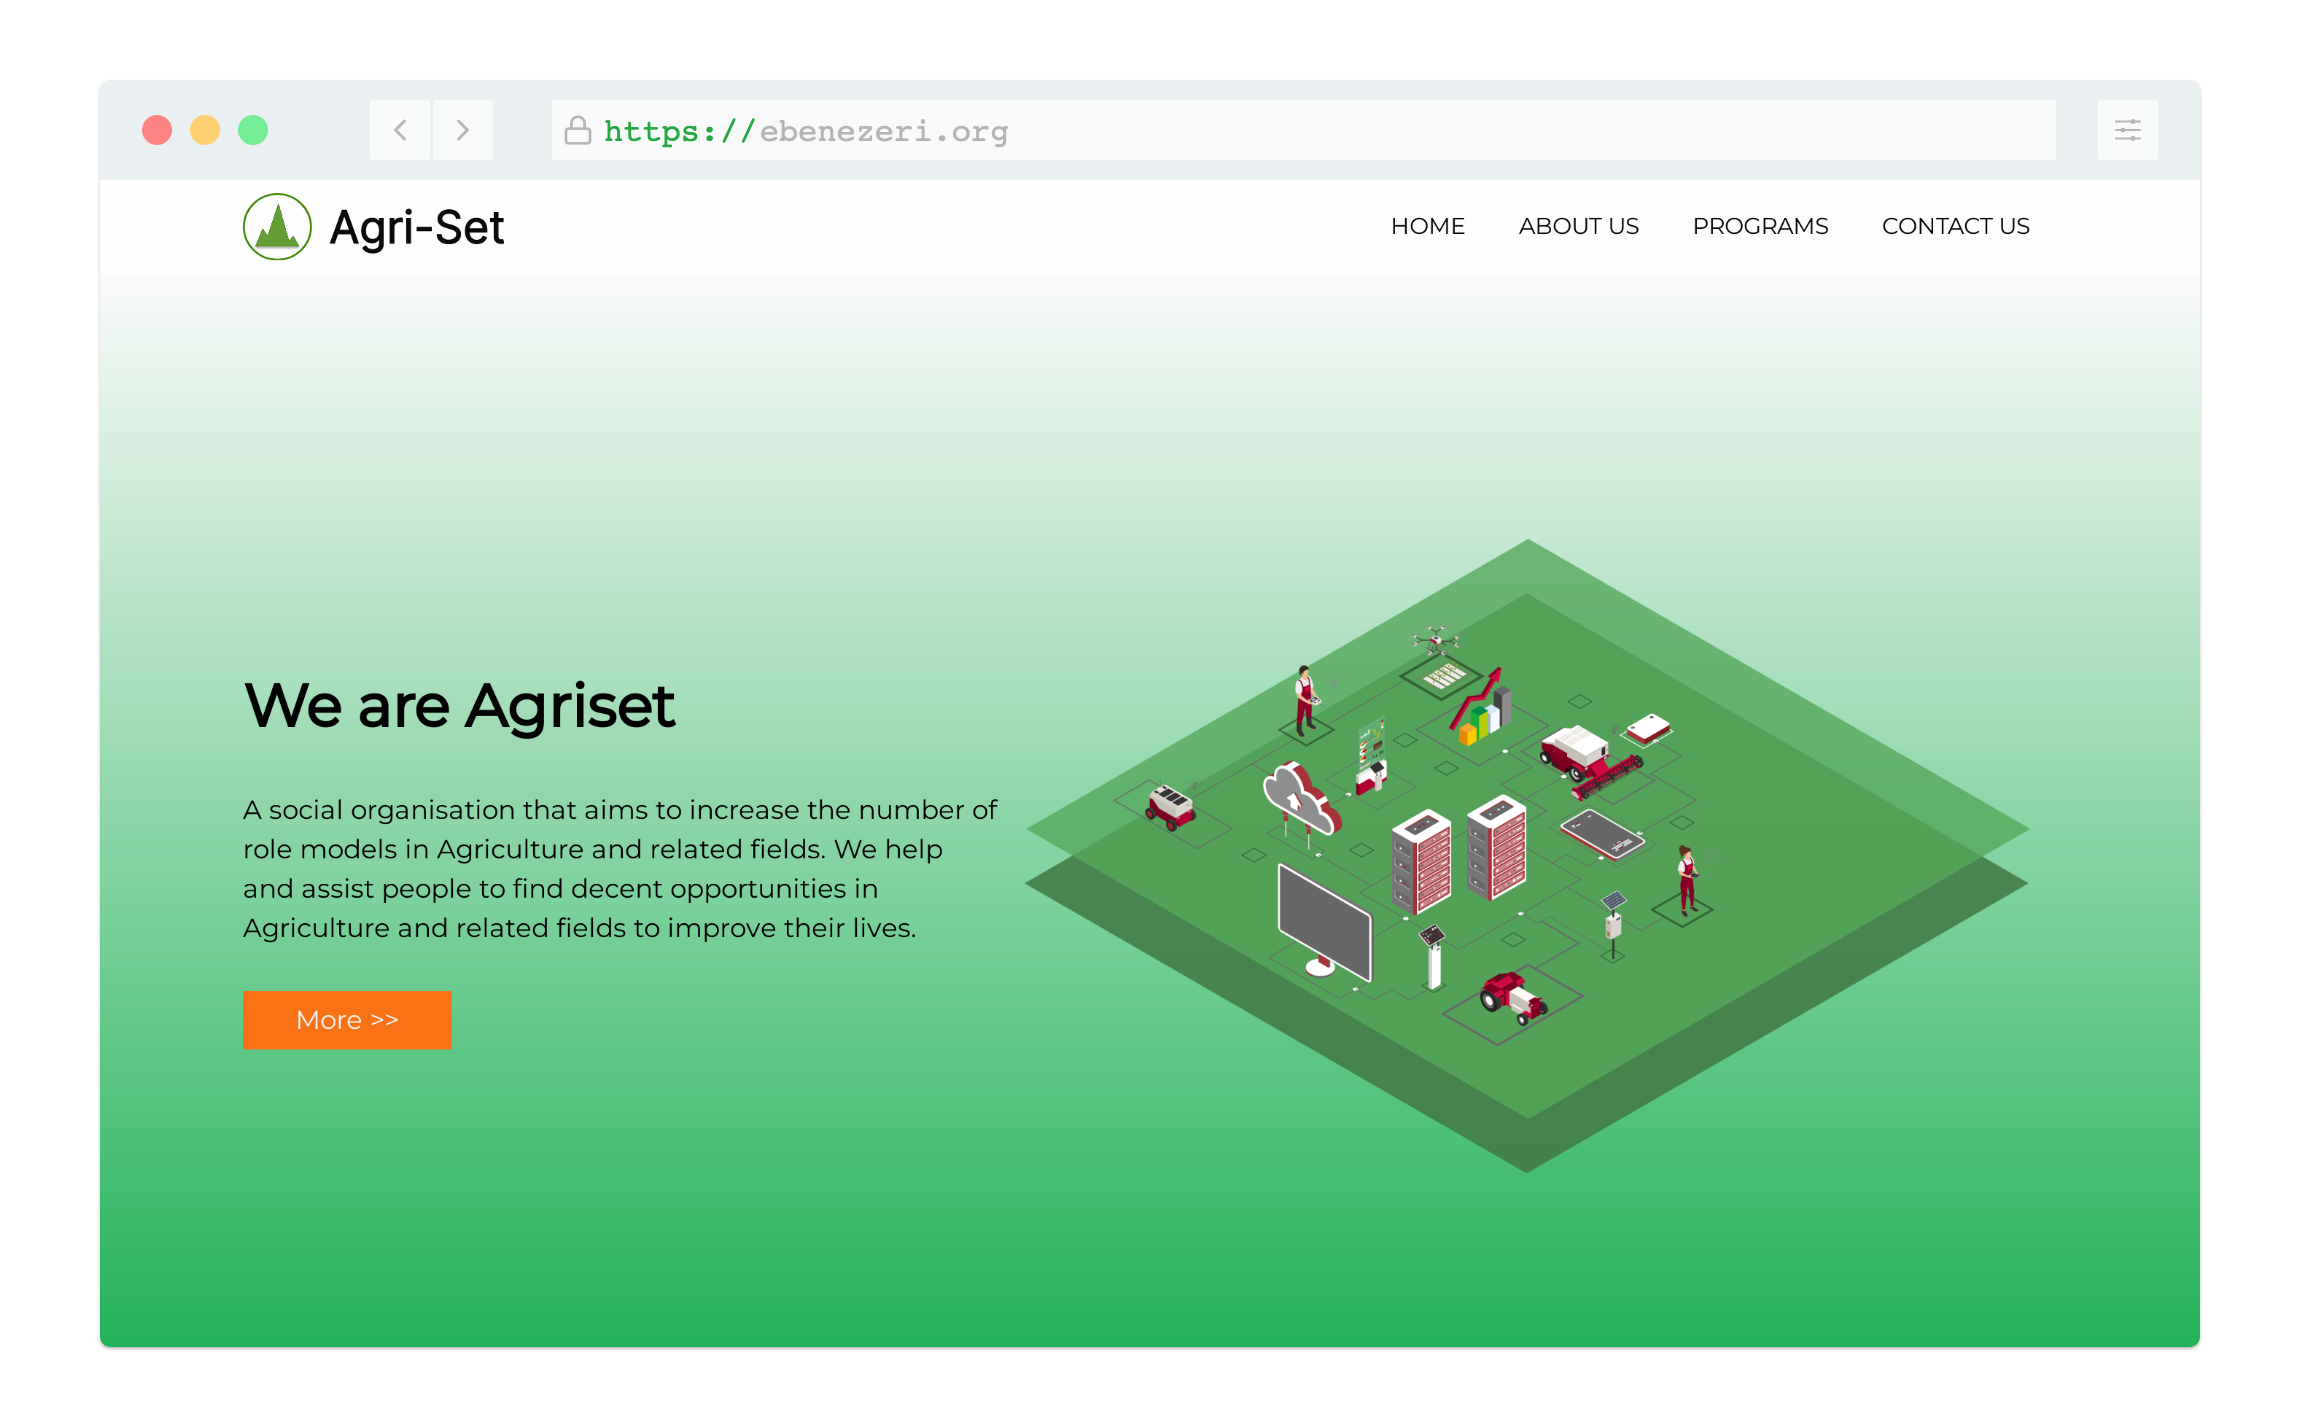 https://ebenezeri.org
Agri-Set
HOME ABOUT US PROGRAMS CONTACT US
We are Agriset
A social organisation that aims to increase the number of
role models in Agriculture and related fields. We help
and assist people to find decent opportunities in
Agriculture and related fields to improve their lives.
More >>